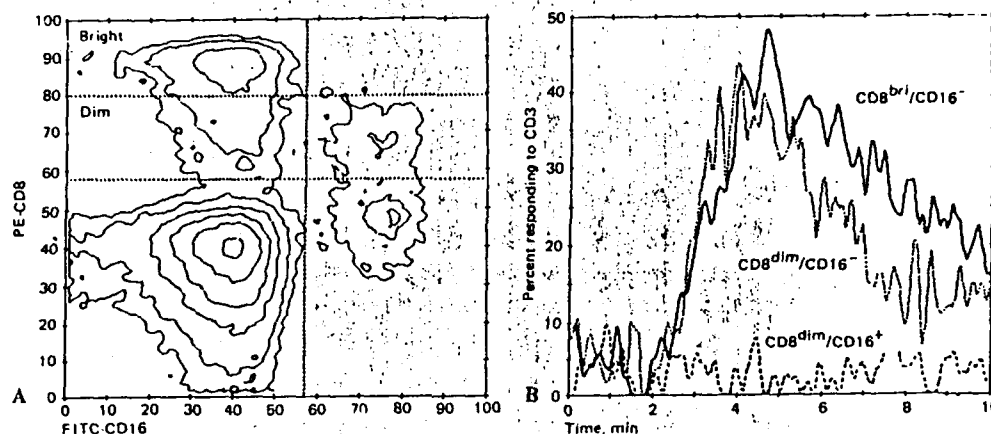 Bright
Dim
PE-CD8
100
90
80
70
60
50
40
30
20
10
0
0 10 20 30 40 50 60 70 80 90 100
FITC-CD16
A
Percent responding to CD3
50
40
30
20
10
0
CD8bri/CD16-
CD8dim/CD16-
CD8dim/CD16+
0 2 4 6 8 10
Time, min
B